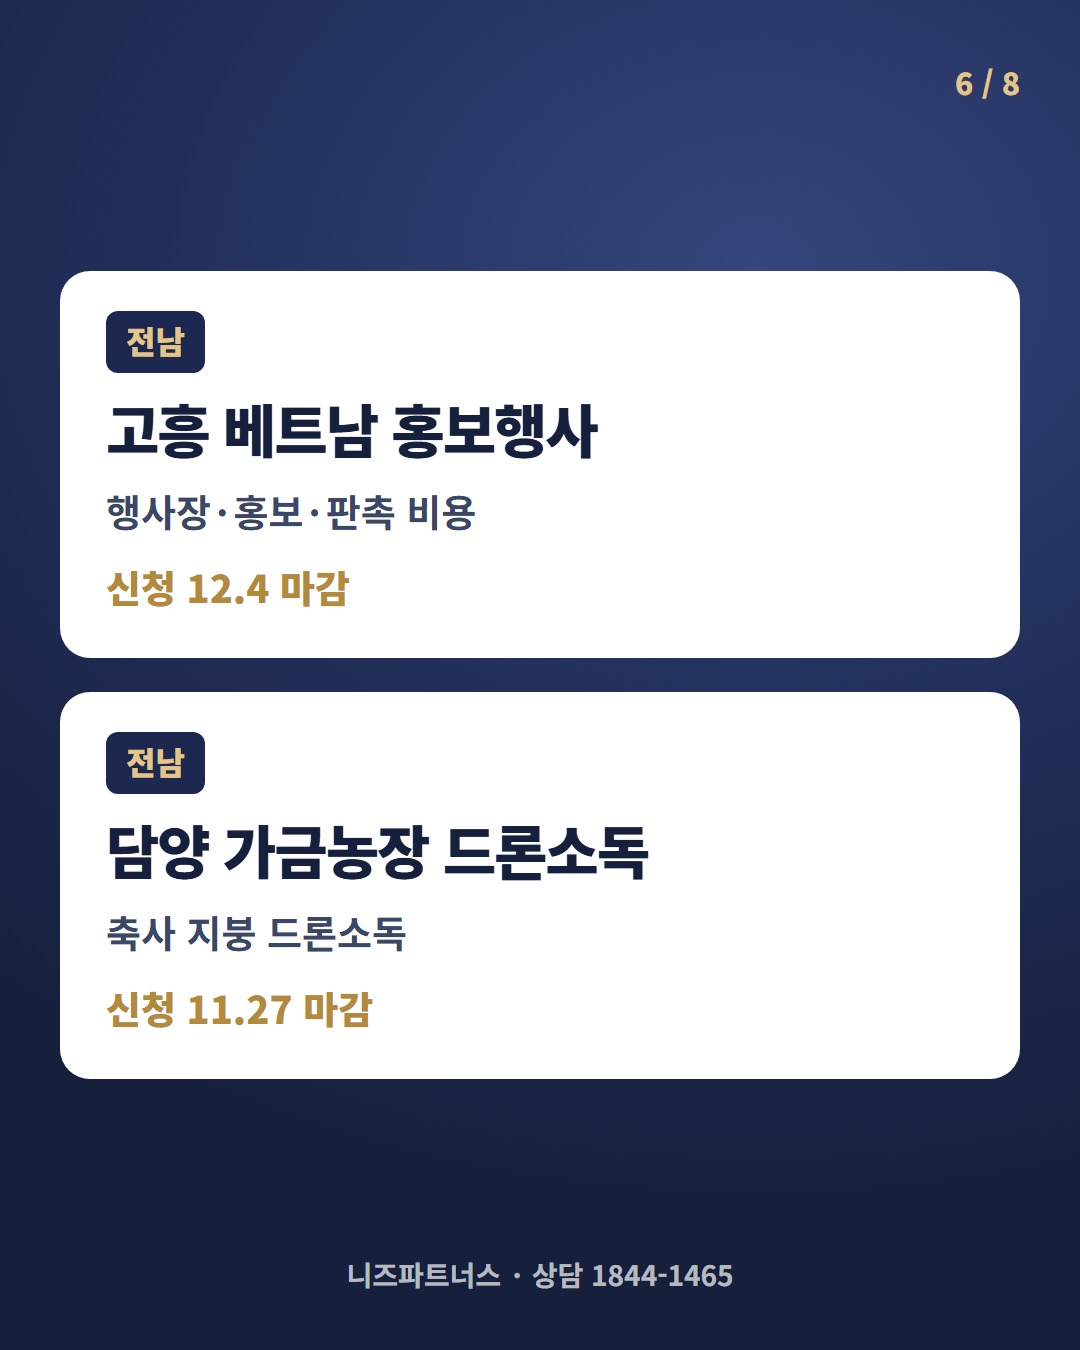 6 / 8
전남
고흥 베트남 홍보행사
행사장·홍보·판촉 비용
신청 12.4 마감
전남
담양 가금농장 드론소독
축사 지붕 드론소독
신청 11.27 마감
니즈파트너스 · 상담 1844-1465